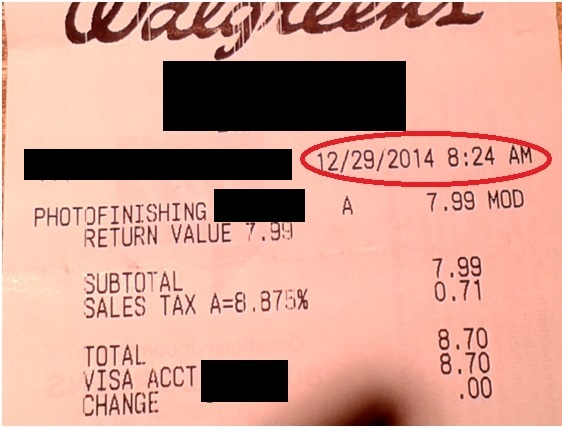 Walgreens
12/29/2014 8:24 AM
PHOTOFINISHING A 7.99 MOD
RETURN VALUE 7.99
SUBTOTAL 7.99
SALES TAX A=8.875% 0.71
TOTAL 8.70
VISA ACCT 8.70
CHANGE .00